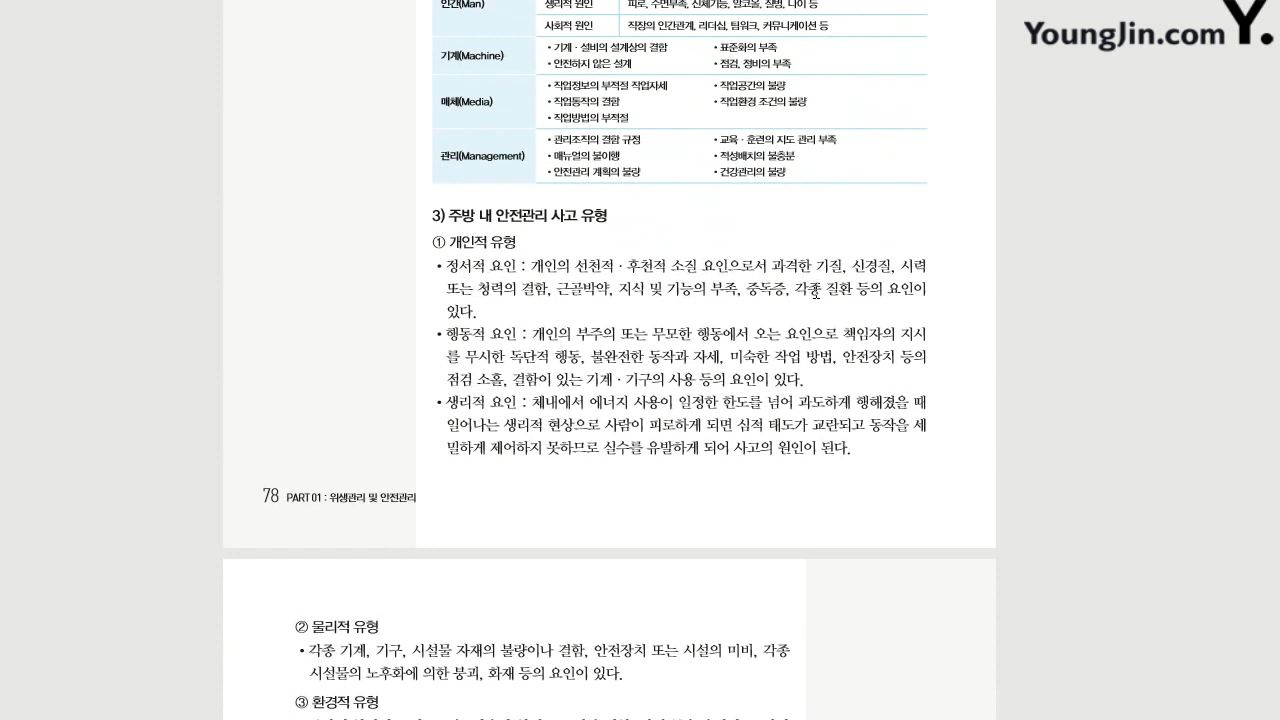 YoungJin.com Y.
인간(Man) 생리적 원인 피로, 수면부족, 신체기능, 알코올, 질병, 나이 등
사회적 원인 직장의 인간관계, 리더십, 팀워크, 커뮤니케이션 등
기계(Machine)
• 기계 · 설비의 설계상의 결함 • 표준화의 부족
• 안전하지 않은 설계 • 점검, 정비의 부족
매체(Media)
• 작업정보의 부적절 작업자세 • 작업공간의 불량
• 작업동작의 결함 • 작업환경 조건의 불량
• 작업방법의 부적절
관리(Management)
• 관리조직의 결함 규정 • 교육 · 훈련의 지도 관리 부족
• 매뉴얼의 불이행 • 적성배치의 불충분
• 안전관리 계획의 불량 • 건강관리의 불량
3) 주방 내 안전관리 사고 유형
① 개인적 유형
• 정서적 요인 : 개인의 선천적 · 후천적 소질 요인으로서 과격한 기질, 신경질, 시력
또는 청력의 결함, 근골박약, 지식 및 기능의 부족, 중독증, 각종 질환 등의 요인이
있다.
• 행동적 요인 : 개인의 부주의 또는 무모한 행동에서 오는 요인으로 책임자의 지시
를 무시한 독단적 행동, 불완전한 동작과 자세, 미숙한 작업 방법, 안전장치 등의
점검 소홀, 결함이 있는 기계 · 기구의 사용 등의 요인이 있다.
• 생리적 요인 : 체내에서 에너지 사용이 일정한 한도를 넘어 과도하게 행해졌을 때
일어나는 생리적 현상으로 사람이 피로하게 되면 심적 태도가 교란되고 동작을 세
밀하게 제어하지 못하므로 실수를 유발하게 되어 사고의 원인이 된다.
78 PART 01 : 위생관리 및 안전관리
② 물리적 유형
• 각종 기계, 기구, 시설물 자재의 불량이나 결함, 안전장치 또는 시설의 미비, 각종
시설물의 노후화에 의한 붕괴, 화재 등의 요인이 있다.
③ 환경적 유형